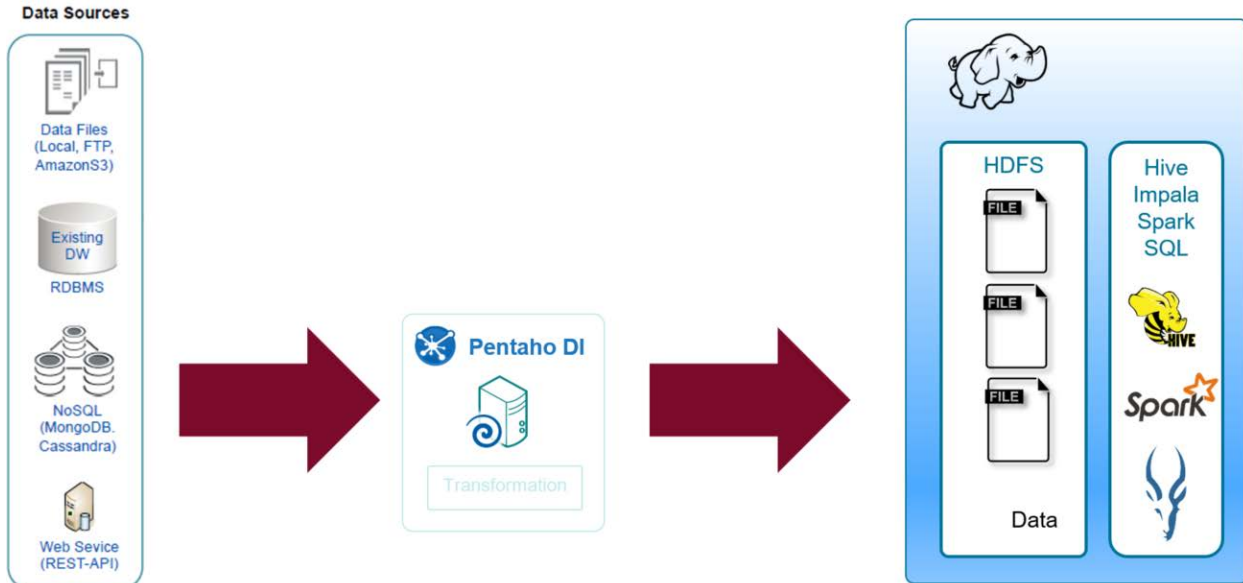 Data Sources
Data Files
(Local, FTP,
AmazonS3)
Existing
DW
RDBMS
NoSQL
(MongoDB.
Cassandra)
Web Sevice
(REST-API)
Pentaho DI
Transformation
HDFS
FILE
FILE
FILE
Data
Hive
Impala
Spark
SQL
HIVE
Spark